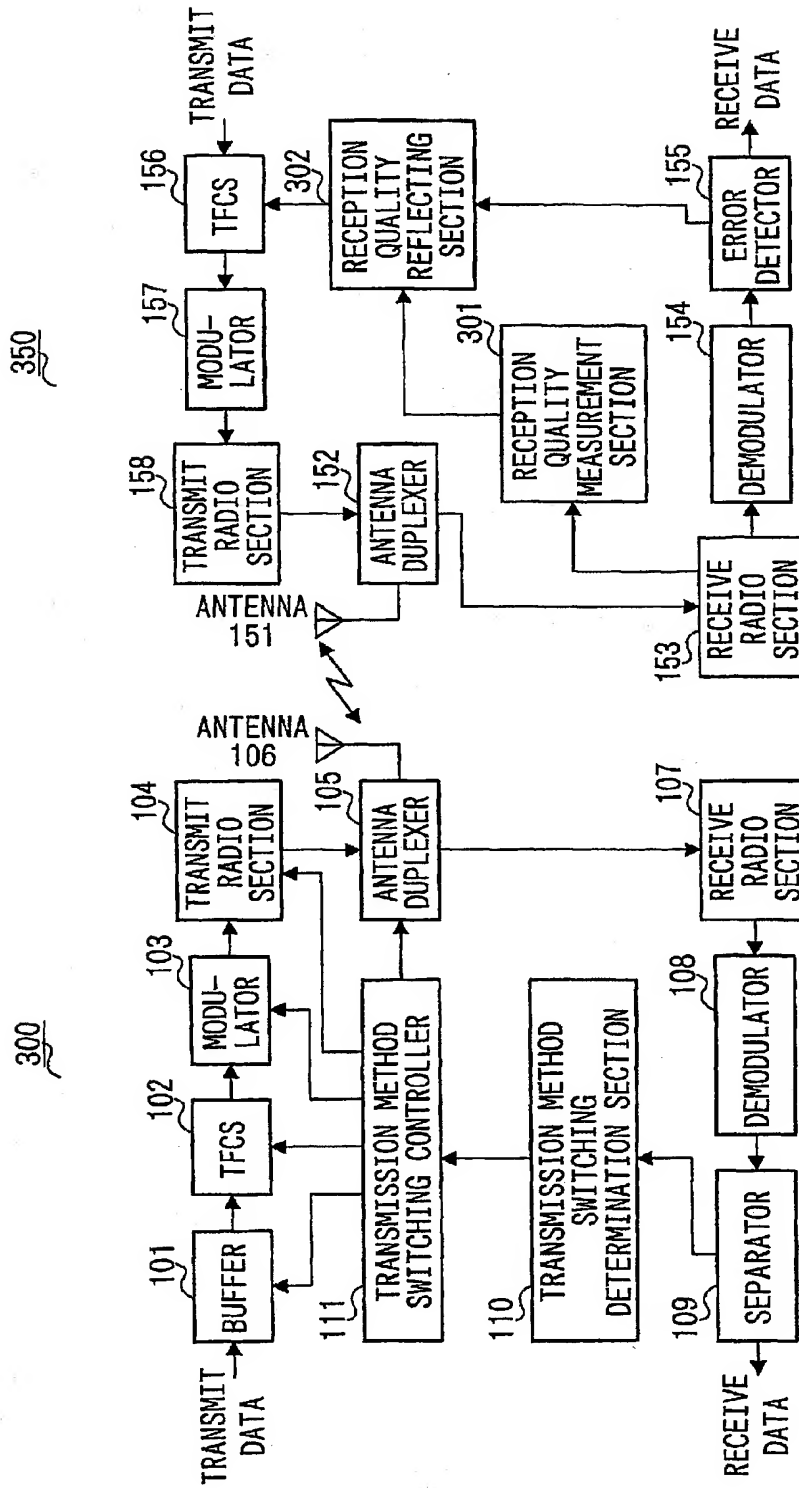 300
TRANSMIT
DATA
101
BUFFER
102
TFCS
103
MODU-
LATOR
104
TRANSMIT
RADIO
SECTION
111
TRANSMISSION METHOD
SWITCHING CONTROLLER
105
ANTENNA
DUPLEXER
ANTENNA
106
110
TRANSMISSION METHOD
SWITCHING
DETERMINATION SECTION
RECEIVE
DATA
109
SEPARATOR
108
DEMODULATOR
107
RECEIVE
RADIO
SECTION
350
158
TRANSMIT
RADIO
SECTION
157
MODU-
LATOR
156
TFCS
TRANSMIT
DATA
ANTENNA
151
152
ANTENNA
DUPLEXER
302
RECEPTION
QUALITY
REFLECTING
SECTION
301
RECEPTION
QUALITY
MEASUREMENT
SECTION
153
RECEIVE
RADIO
SECTION
154
DEMODULATOR
155
ERROR
DETECTOR
RECEIVE
DATA